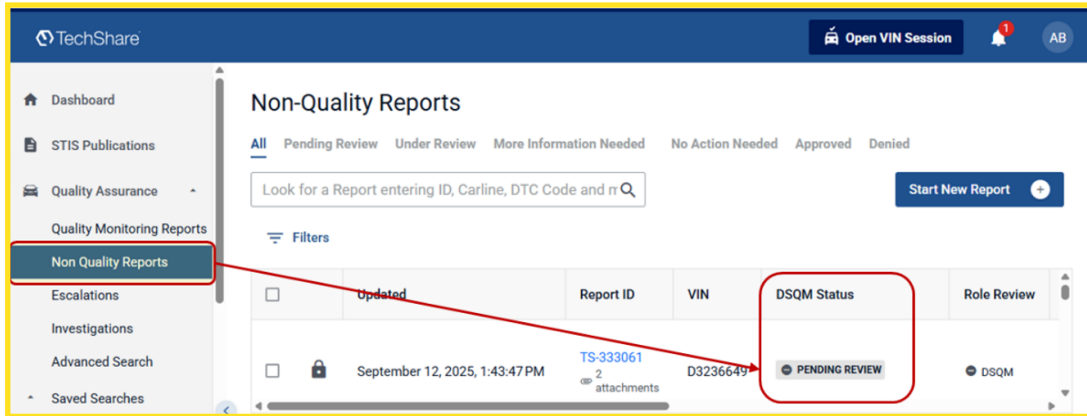 TechShare
Open VIN Session
1
AB
Dashboard
STIS Publications
Quality Assurance
Quality Monitoring Reports
Non Quality Reports
Escalations
Investigations
Advanced Search
Saved Searches
Non-Quality Reports
All Pending Review Under Review More Information Needed No Action Needed Approved Denied
Look for a Report entering ID, Carline, DTC Code and m
Start New Report
Filters
Updated Report ID VIN DSQM Status Role Review
September 12, 2025, 1:43:47 PM TS-333061 D3236649 PENDING REVIEW DSQM
2
attachments